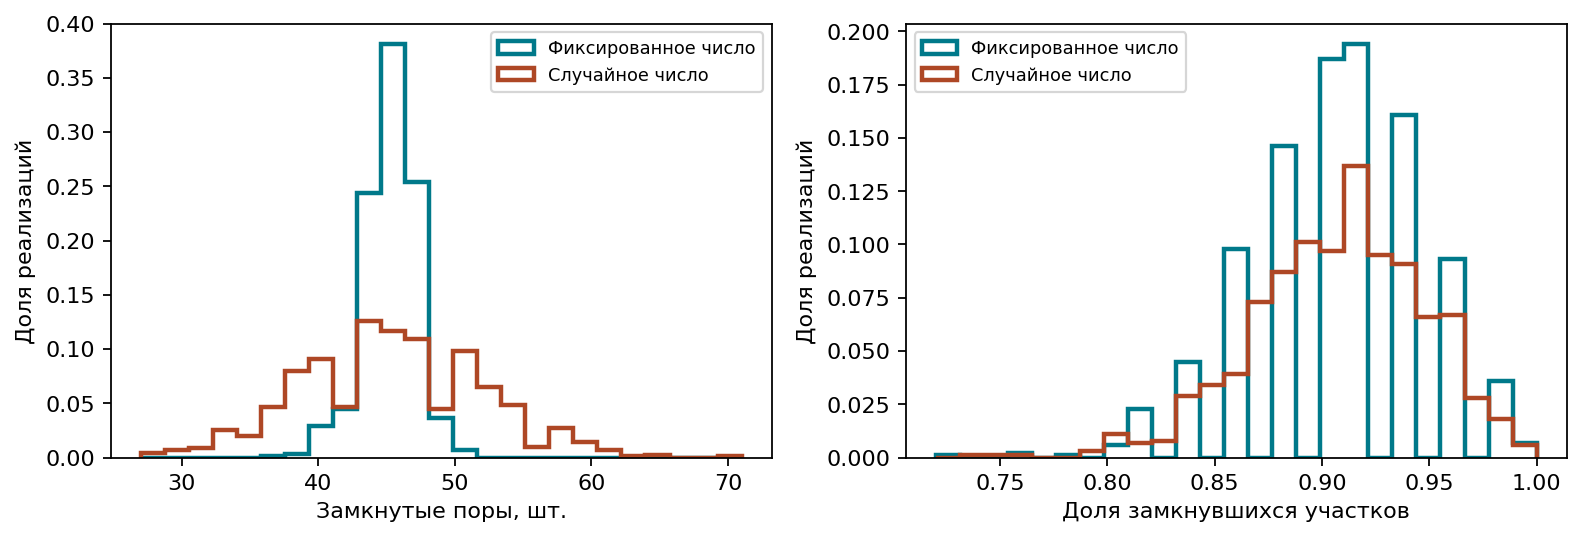 0.40
0.35
0.30
0.25
0.20
0.15
0.10
0.05
0.00
Доля реализаций
30 40 50 60 70
Замкнутые поры, шт.
Фиксированное число
Случайное число
0.200
0.175
0.150
0.125
0.100
0.075
0.050
0.025
0.000
Доля реализаций
0.75 0.80 0.85 0.90 0.95 1.00
Доля замкнувшихся участков
Фиксированное число
Случайное число